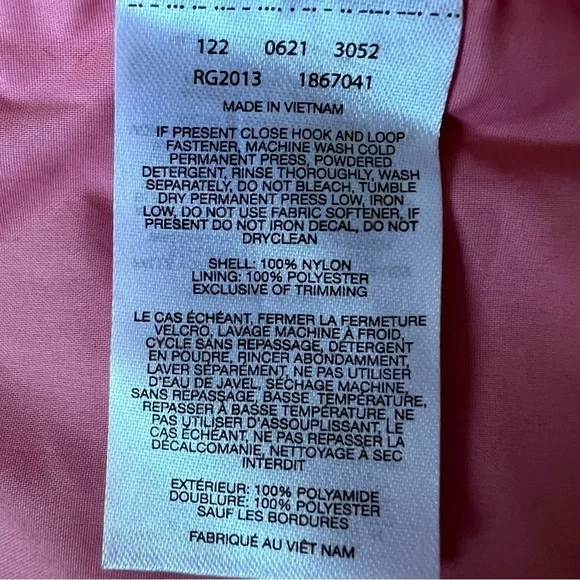 122 0621 3052
RG2013 1867041
MADE IN VIETNAM
IF PRESENT CLOSE HOOK AND LOOP
FASTENER, MACHINE WASH COLD
PERMANENT PRESS, POWDERED
DETERGENT, RINSE THOROUGHLY, WASH
SEPARATELY, DO NOT BLEACH, TUMBLE
DRY PERMANENT PRESS LOW, IRON
LOW, DO NOT USE FABRIC SOFTENER, IF
PRESENT DO NOT IRON DECAL, DO NOT
DRYCLEAN
SHELL: 100% NYLON
LINING: 100% POLYESTER
EXCLUSIVE OF TRIMMING
LE CAS ÉCHÉANT, FERMER LA FERMETURE
VELCRO, LAVAGE MACHINE À FROID,
CYCLE SANS REPASSAGE, DÉTERGENT
EN POUDRE, RINCER ABONDAMMENT,
LAVER SÉPARÉMENT, NE PAS UTILISER
D'EAU DE JAVEL, SÉCHAGE MACHINE,
SANS REPASSAGE, BASSE TEMPÉRATURE,
REPASSER À BASSE TEMPÉRATURE, NE
PAS UTILISER D'ASSOUPLISSANT, LE
CAS ÉCHÉANT, NE PAS REPASSER LA
DÉCALCOMANIE, NETTOYAGE À SEC
INTERDIT
EXTÉRIEUR: 100% POLYAMIDE
DOUBLURE: 100% POLYESTER
SAUF LES BORDURES
FABRIQUÉ AU VIÊT NAM